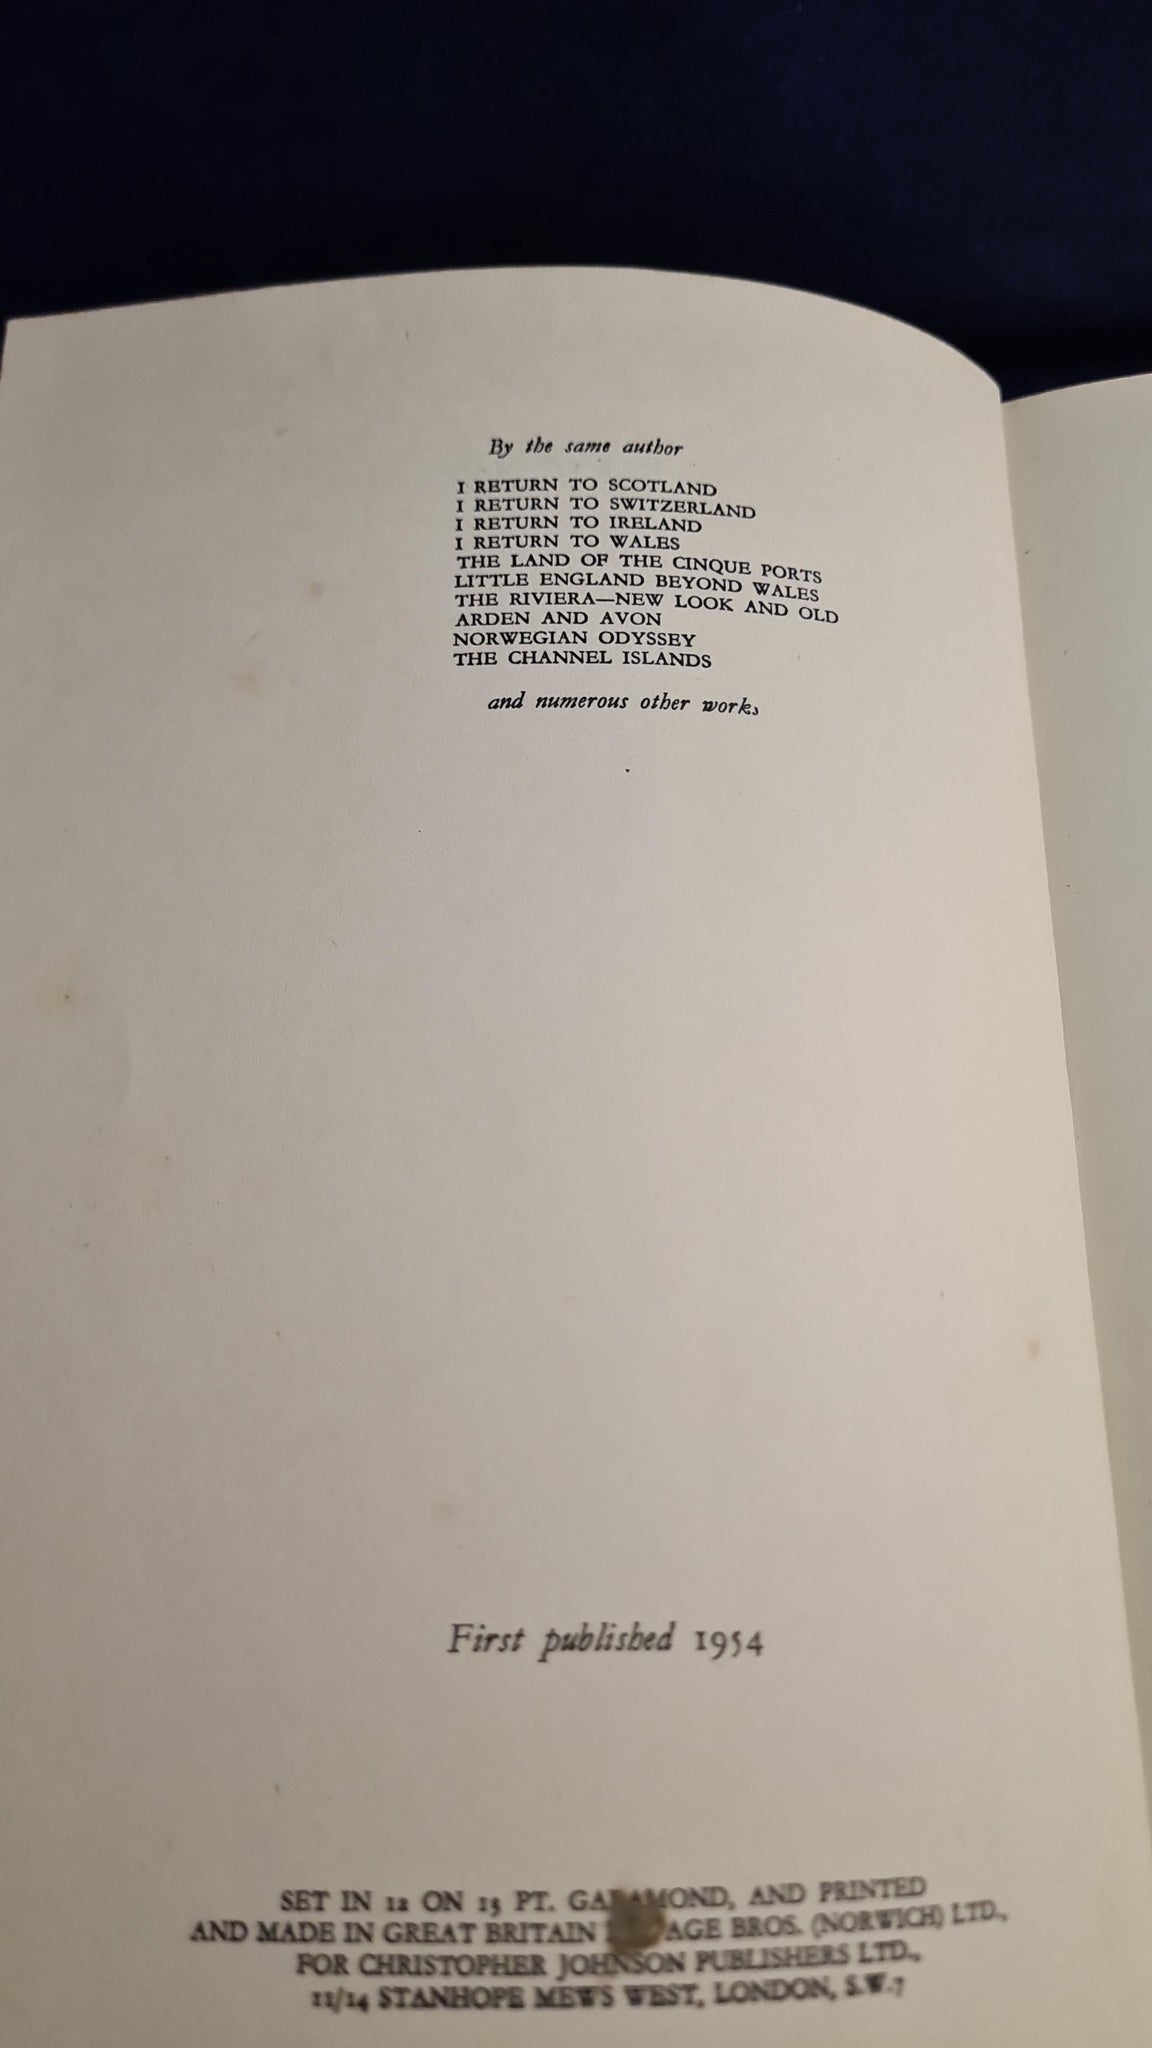 By the same author
I RETURN TO SCOTLAND
I RETURN TO SWITZERLAND
I RETURN TO IRELAND
I RETURN TO WALES
THE LAND OF THE CINQUE PORTS
LITTLE ENGLAND BEYOND WALES
THE RIVIERA—NEW LOOK AND OLD
ARDEN AND AVON
NORWEGIAN ODYSSEY
THE CHANNEL ISLANDS
and numerous other works
First published 1954
SET IN 12 ON 13 PT. GARAMOND, AND PRINTED
AND MADE IN GREAT BRITAIN BROS. (NORWICH) LTD.,
FOR CHRISTOPHER JOHNSON PUBLISHERS LTD.,
STANHOPE MEWS WEST, LONDON, S.W.7